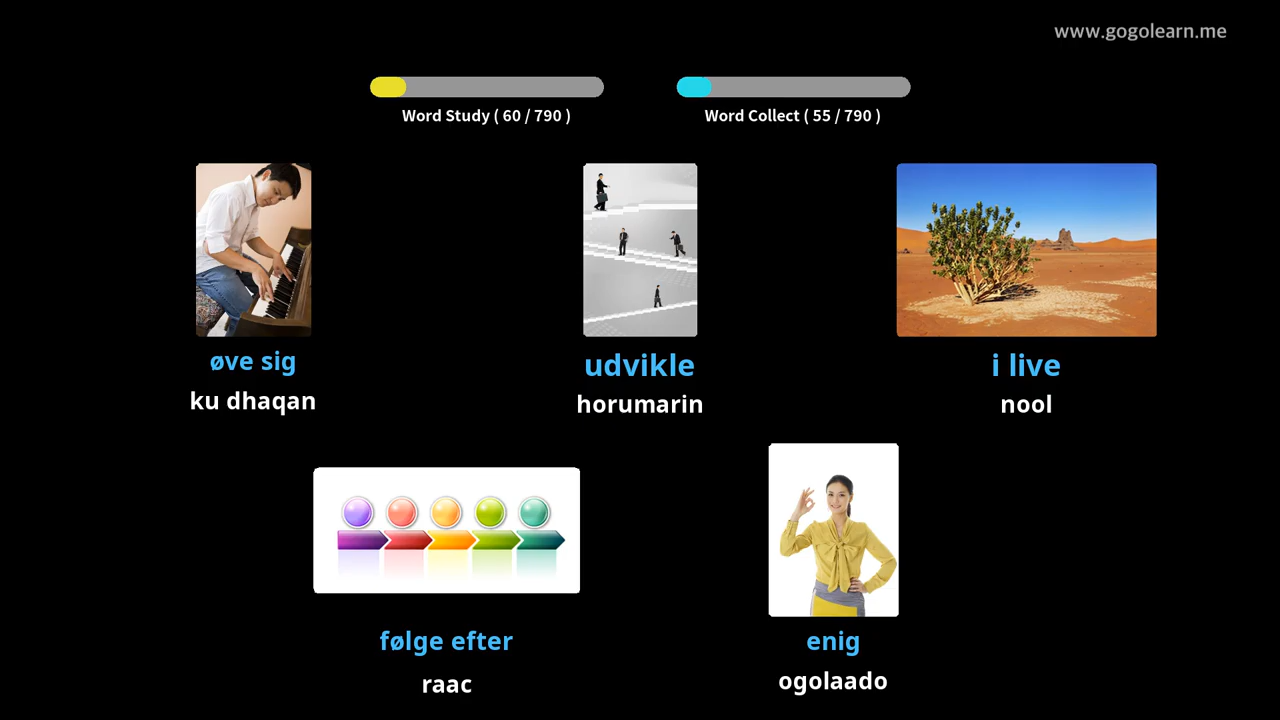 www.gogolearn.me
Word Study ( 60 / 790 )
Word Collect ( 55 / 790 )
øve sig
ku dhaqan
udvikle
horumarin
i live
nool
følge efter
raac
enig
ogolaado